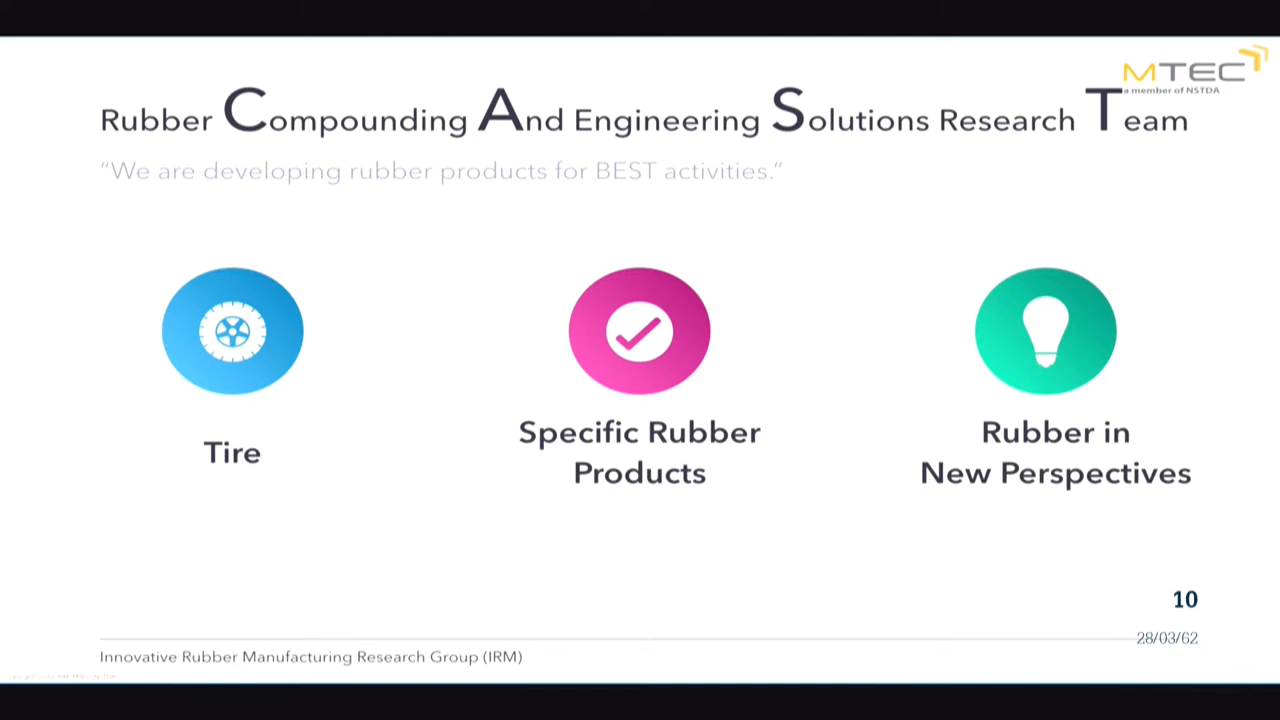 MTEC
a member of NSTDA
Rubber Compounding And Engineering Solutions Research Team
“We are developing rubber products for BEST activities.”
Tire
Specific Rubber
Products
Rubber in
New Perspectives
10
28/03/62
Innovative Rubber Manufacturing Research Group (IRM)